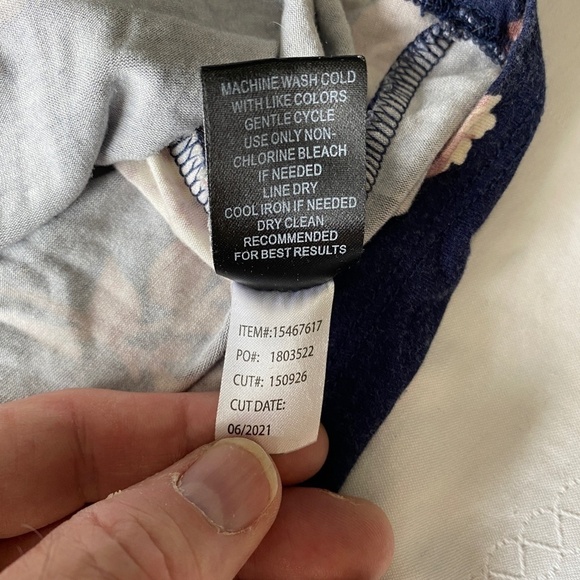 MACHINE WASH COLD
WITH LIKE COLORS
GENTLE CYCLE
USE ONLY NON-
CHLORINE BLEACH
IF NEEDED
LINE DRY
COOL IRON IF NEEDED
DRY CLEAN
RECOMMENDED
FOR BEST RESULTS
ITEM#:15467617
PO#: 1803522
CUT#: 150926
CUT DATE:
06/2021